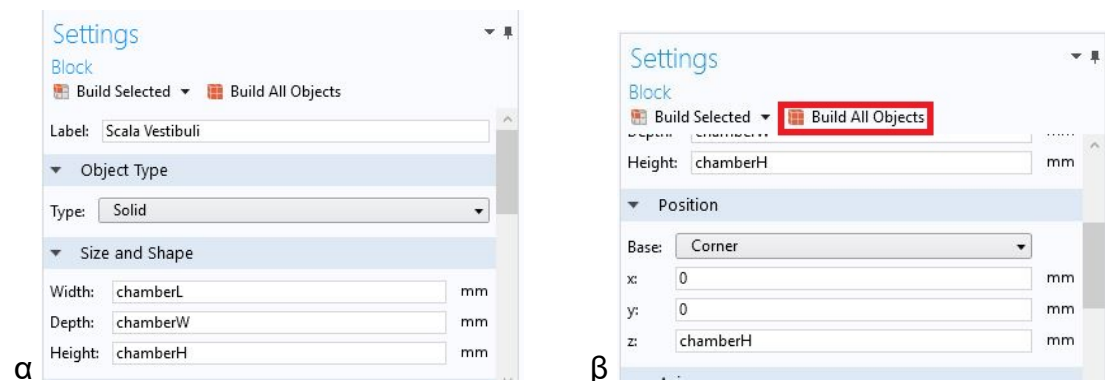 Settings
Block
Build Selected Build All Objects
Label: Scala Vestibuli
Object Type
Type: Solid
Size and Shape
Width: chamberL mm
Depth: chamberW mm
Height: chamberH mm
α
Settings
Block
Build Selected Build All Objects
Height: chamberH mm
Position
Base: Corner
x: 0 mm
y: 0 mm
z: chamberH mm
β